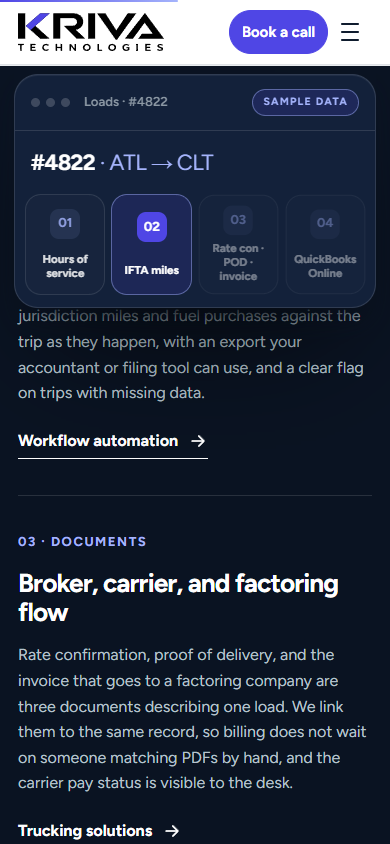 KRIVA
TECHNOLOGIES
Book a call
Loads · #4822
SAMPLE DATA
#4822 · ATL → CLT
01
Hours of
service
02
IFTA miles
03
Rate con ·
POD ·
invoice
04
QuickBooks
Online
jurisdiction miles and fuel purchases against the
trip as they happen, with an export your
accountant or filing tool can use, and a clear flag
on trips with missing data.
Workflow automation →
03 · DOCUMENTS
Broker, carrier, and factoring
flow
Rate confirmation, proof of delivery, and the
invoice that goes to a factoring company are
three documents describing one load. We link
them to the same record, so billing does not wait
on someone matching PDFs by hand, and the
carrier pay status is visible to the desk.
Trucking solutions →